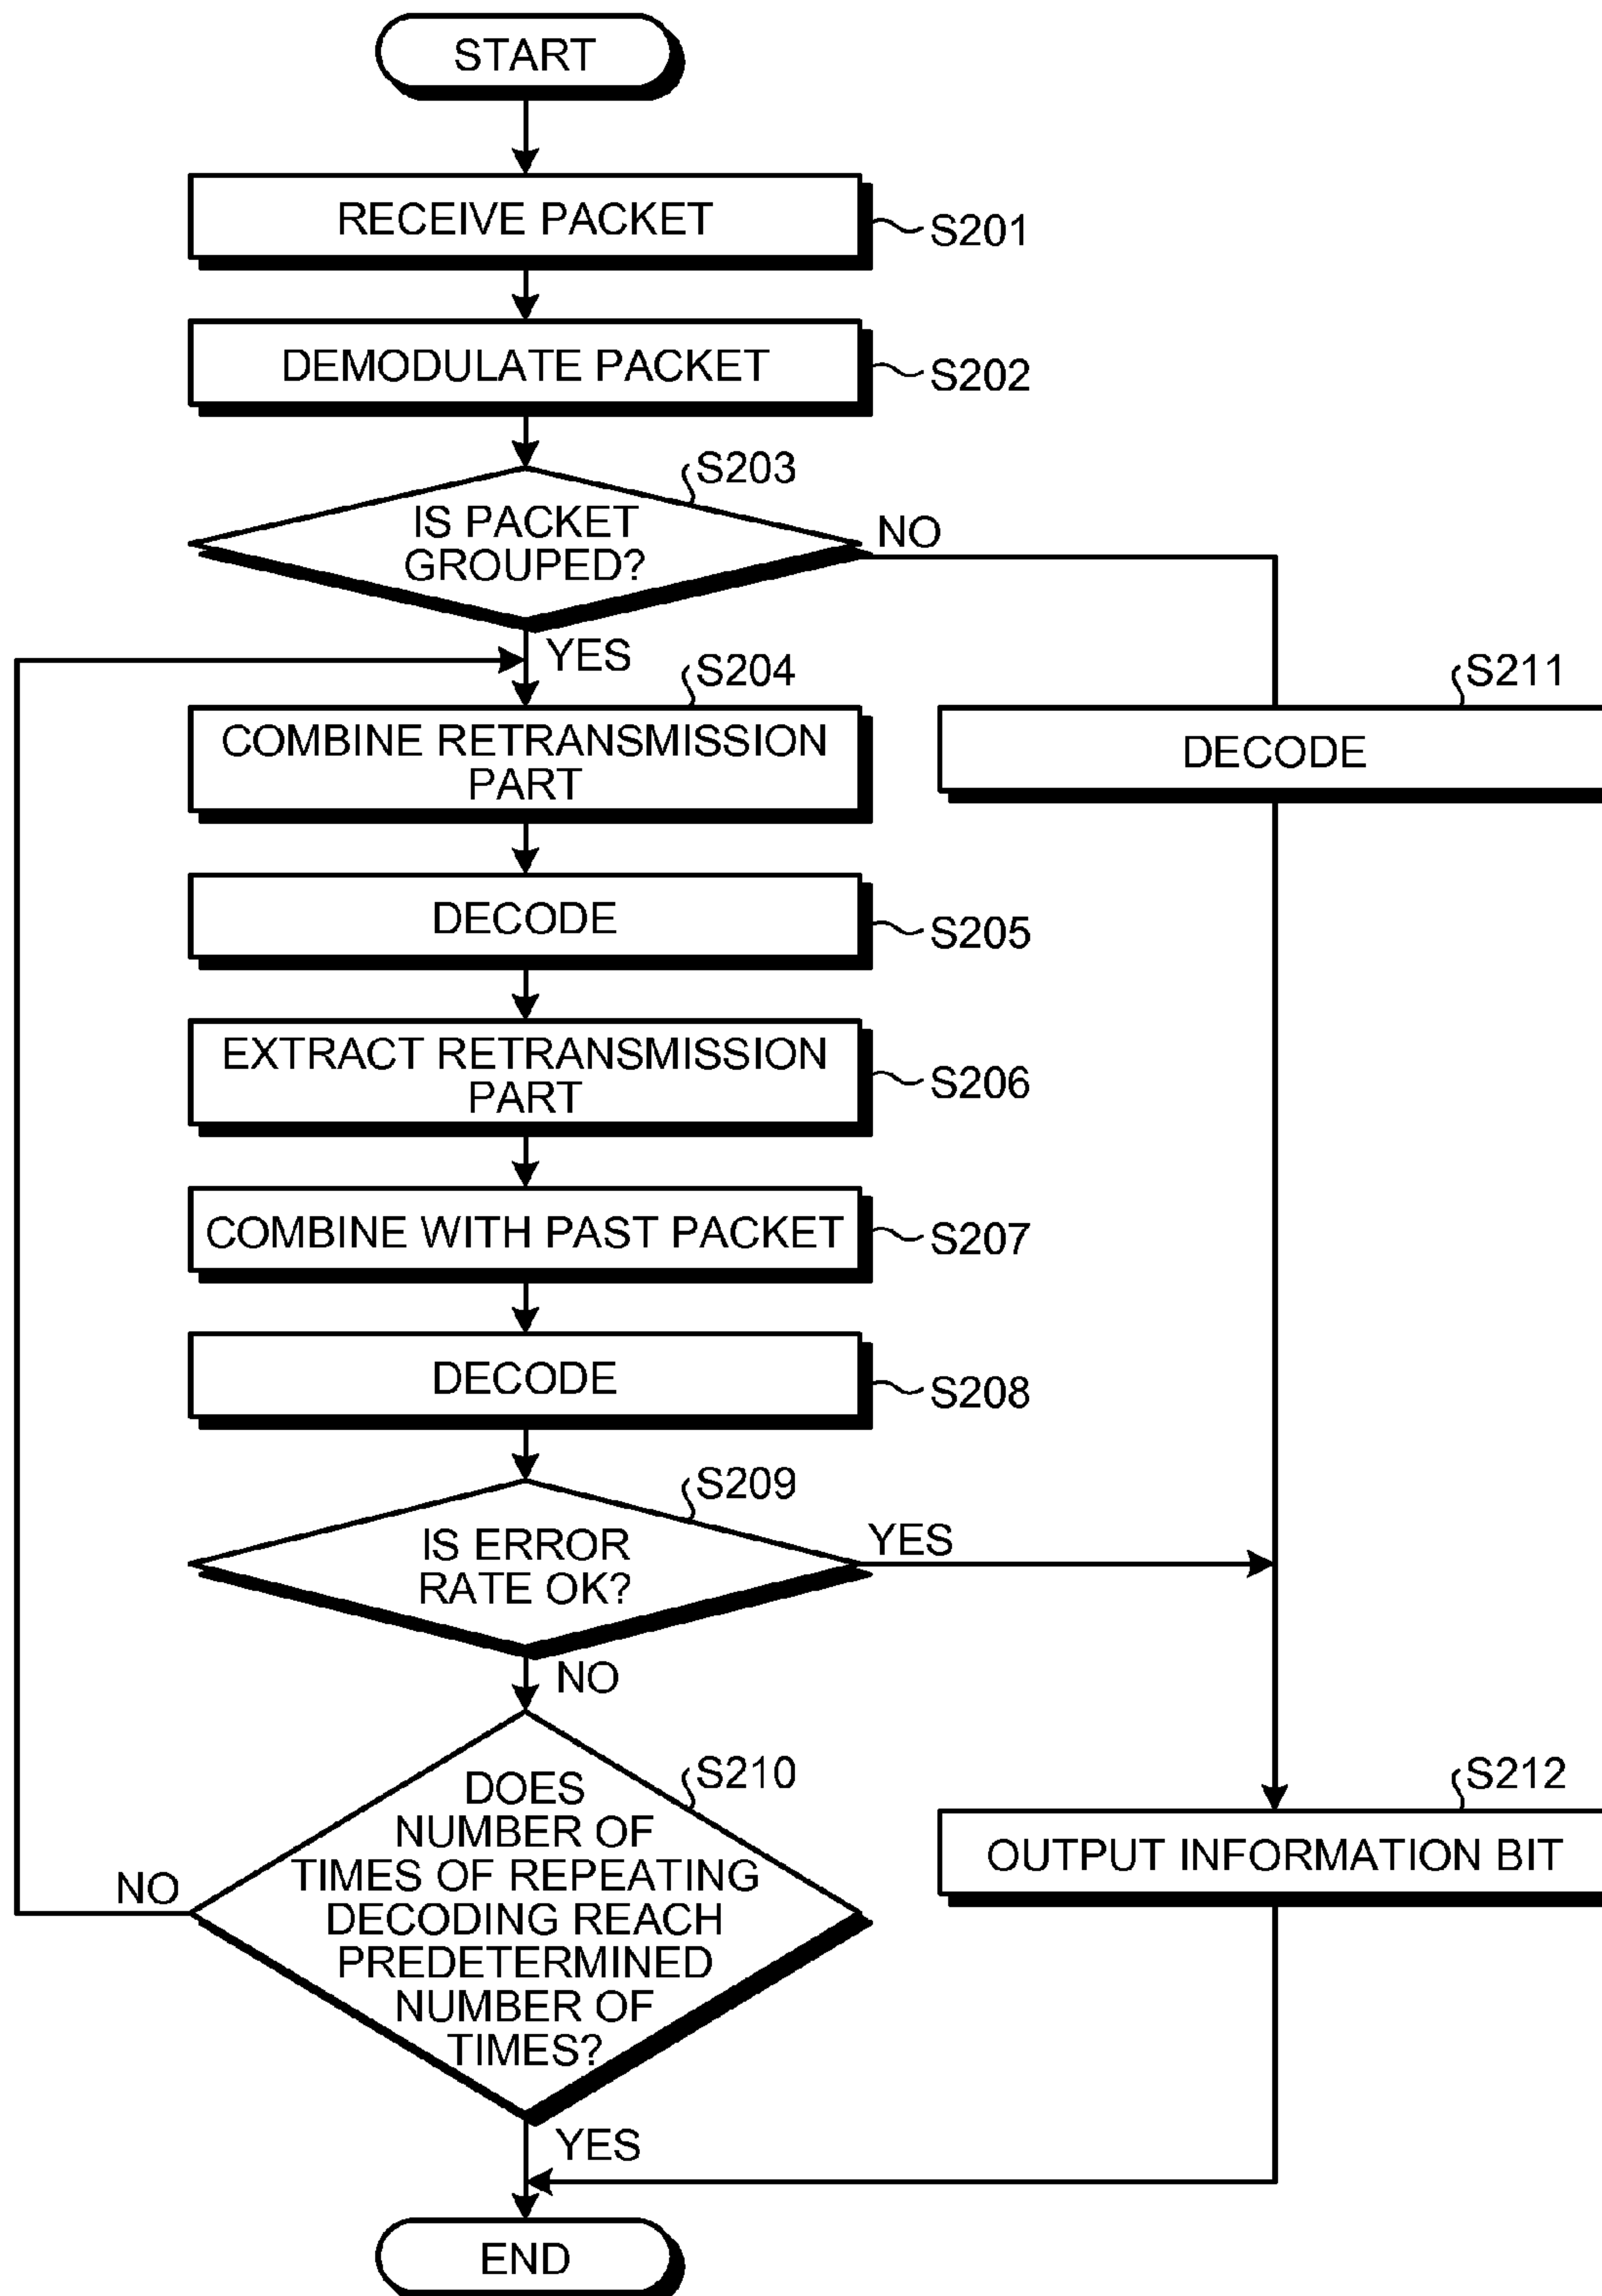 START
RECEIVE PACKET
S201
DEMODULATE PACKET
S202
S203
IS PACKET
GROUPED?
NO
YES
S204
COMBINE RETRANSMISSION
PART
S211
DECODE
DECODE
S205
EXTRACT RETRANSMISSION
PART
S206
COMBINE WITH PAST PACKET
S207
DECODE
S208
S209
IS ERROR
RATE OK?
YES
NO
S210
DOES
NUMBER OF
TIMES OF REPEATING
DECODING REACH
PREDETERMINED
NUMBER OF
TIMES?
NO
S212
OUTPUT INFORMATION BIT
YES
END